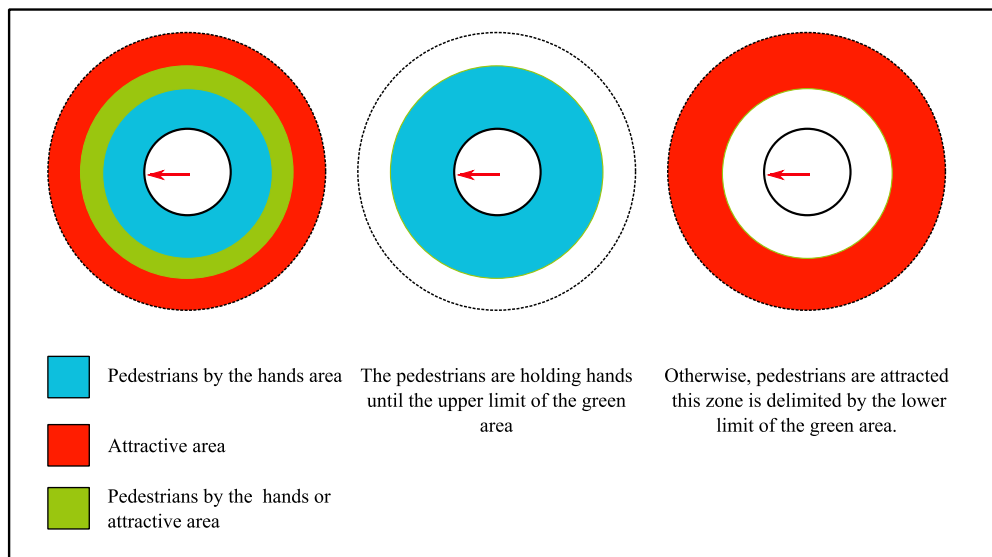 Pedestrians by the hands area
Attractive area
Pedestrians by the hands or
attractive area
The pedestrians are holding hands
until the upper limit of the green
area
Otherwise, pedestrians are attracted
this zone is delimited by the lower
limit of the green area.